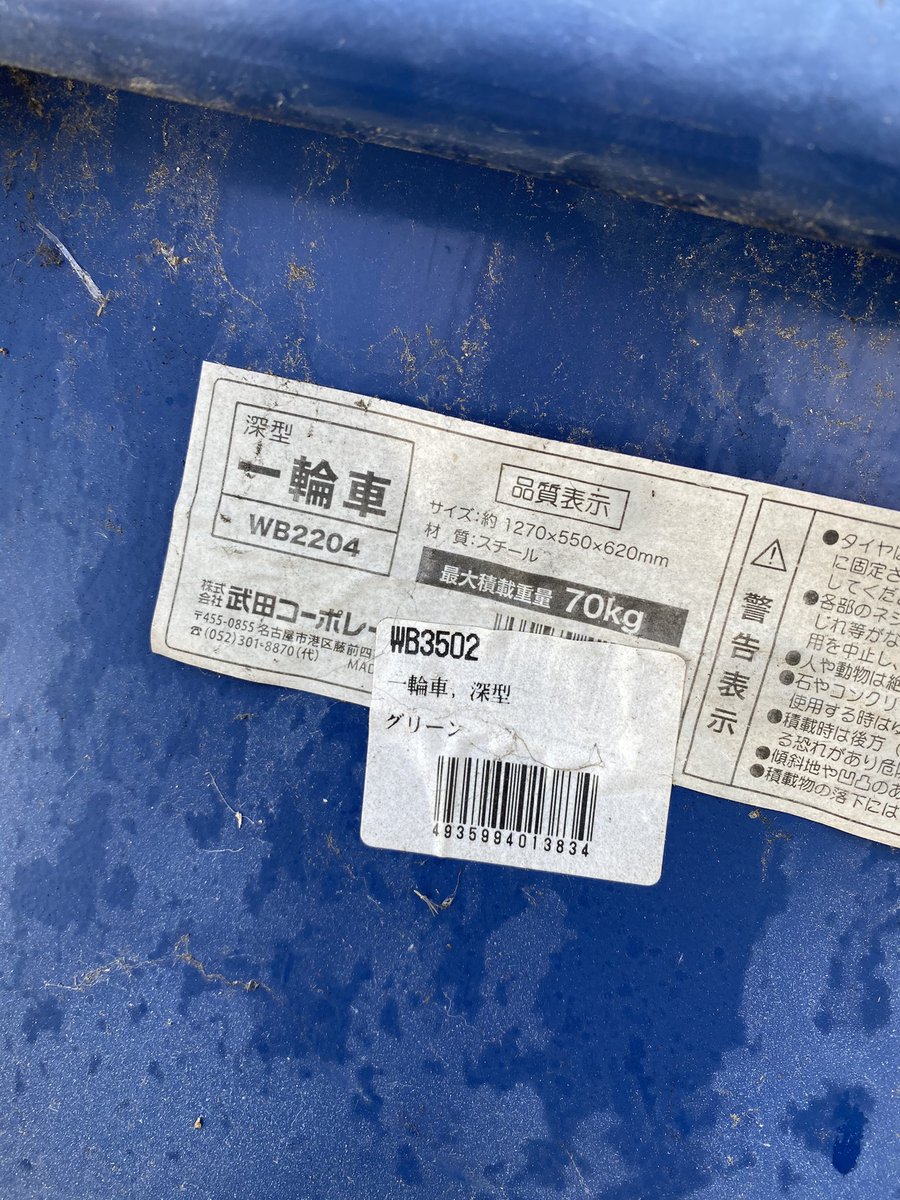 深型
一輪車
WB2204
株式会社 武田コーポレー
〒455-0855 名古屋市港区藤前四
☎(052)301-8870(代)
MAD
品質表示
サイズ:約 1270×550×620mm
材 質:スチール
最大積載重量 70kg
WB3502
一輪車, 深型
グリーン
4935994013834
⚠警告表示
●タイヤは
に固定さ
してくだ
●各部のネジ
じれ等がな
用を中止し、
●人や動物は絶
●石やコンクリ
使用する時はゆ
●積載時は後方(
る恐れがあり危険
●傾斜地や凹凸のあ
●積載物の落下には